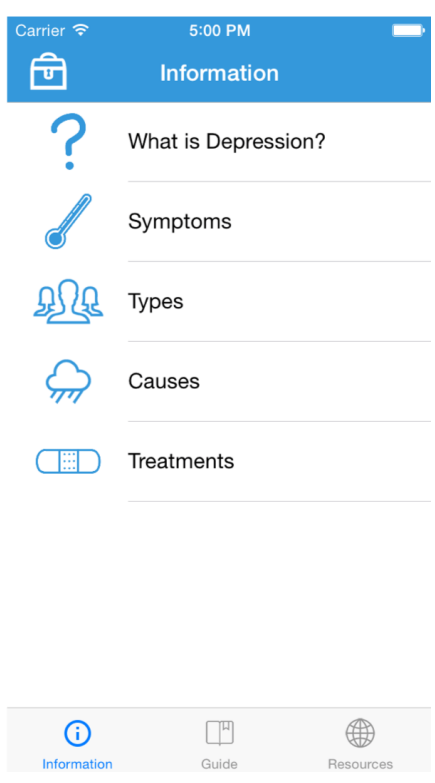 Carrier 5:00 PM
Information
What is Depression?
Symptoms
Types
Causes
Treatments
Information Guide Resources